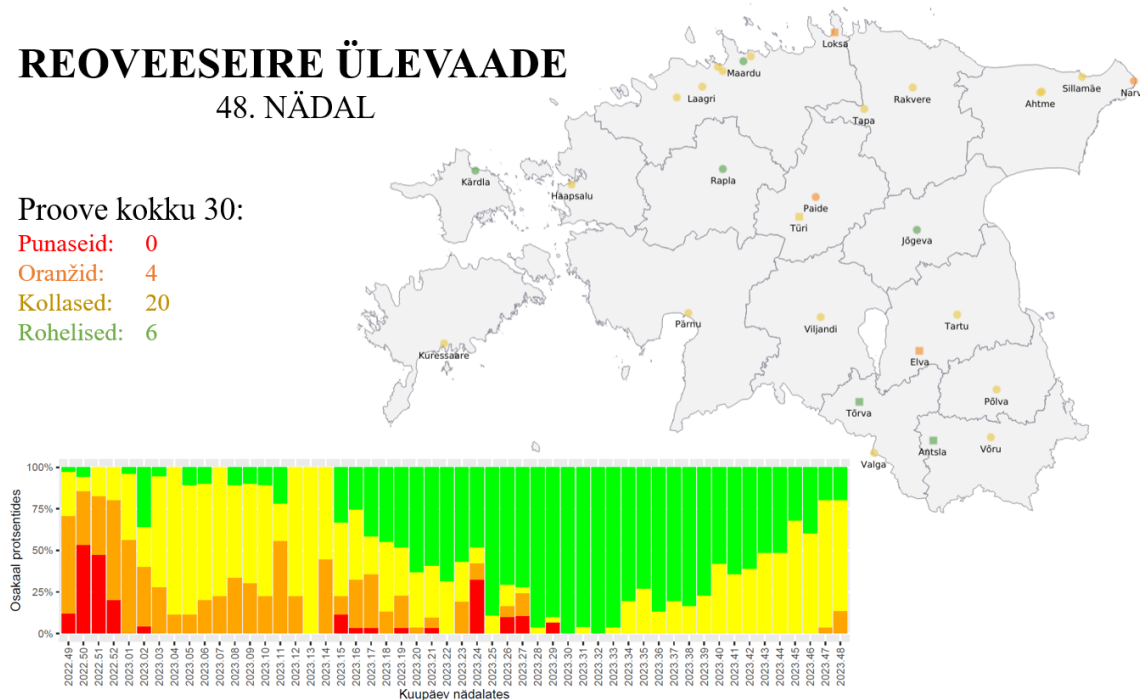 REOVEESEIRE ÜLEVAADE
48. NÄDAL
Proove kokku 30:
Punaseid: 0
Oranžid: 4
Kollased: 20
Rohelised: 6
Loksa
Maardu
Laagri
Rakvere
Tapa
Ahtme
Sillamäe
Narv
Kärdla
Haapsalu
Rapla
Paide
Türi
Jõgeva
Pärnu
Viljandi
Tartu
Kuressaare
Elva
Põlva
Tõrva
Antsla
Võru
Valga
Osakaal protsentides
100%
75%
50%
25%
0%
2022.49
2022.50
2022.51
2022.52
2023.01
2023.02
2023.03
2023.04
2023.05
2023.06
2023.07
2023.08
2023.09
2023.10
2023.11
2023.12
2023.13
2023.14
2023.15
2023.16
2023.17
2023.18
2023.19
2023.20
2023.21
2023.22
2023.23
2023.24
2023.25
2023.26
2023.27
2023.28
2023.29
2023.30
2023.31
2023.32
2023.33
2023.34
2023.35
2023.36
2023.37
2023.38
2023.39
2023.40
2023.41
2023.42
2023.43
2023.44
2023.45
2023.46
2023.47
2023.48
Kuupäev nädalates